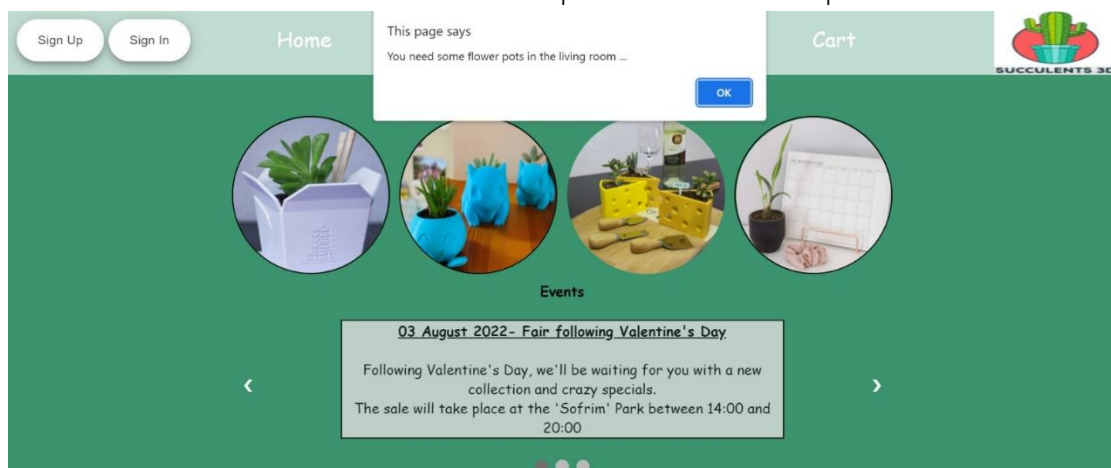 Sign Up
Sign In
Home
This page says
You need some flower pots in the living room ...
OK
Cart
SUCCULENTS 3D
Events
03 August 2022- Fair following Valentine's Day
Following Valentine's Day, we'll be waiting for you with a new
collection and crazy specials.
The sale will take place at the 'Sofrim' Park between 14:00 and
20:00